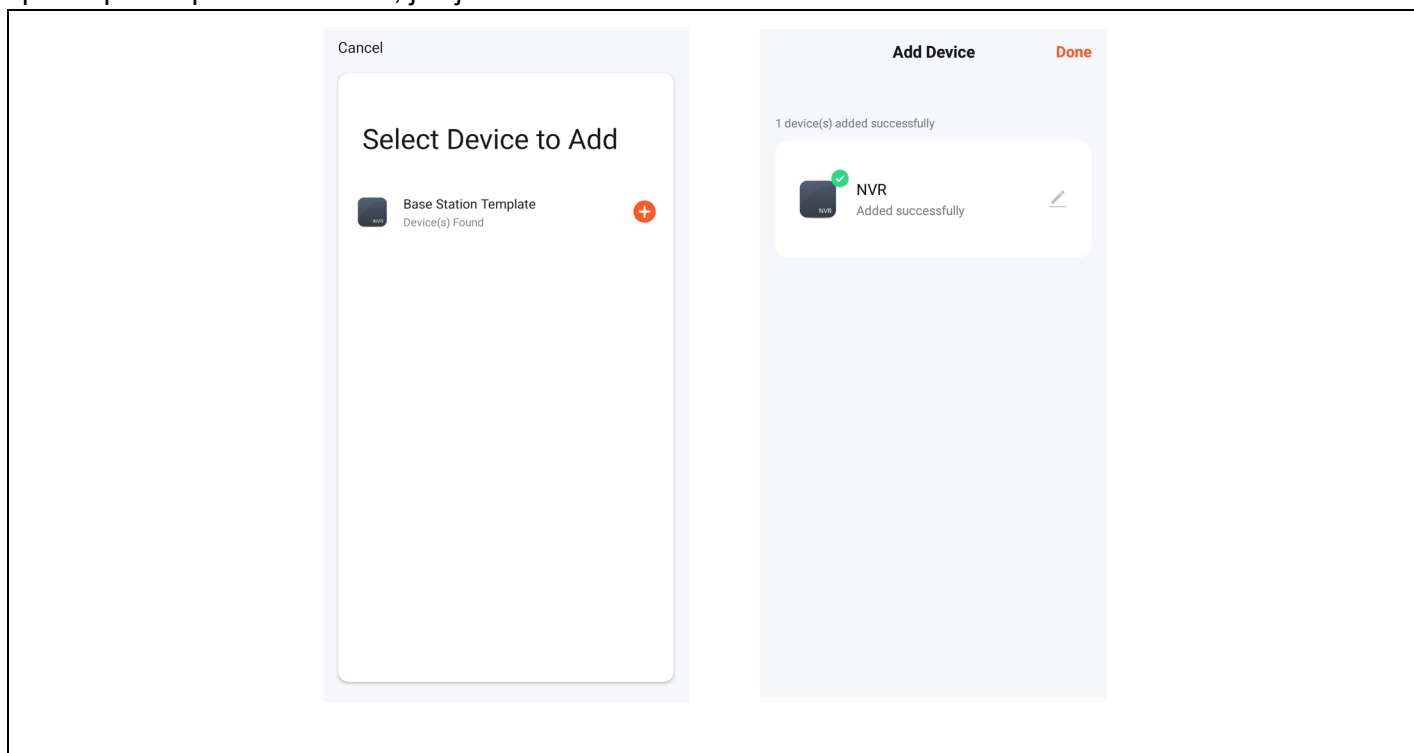 Cancel
Select Device to Add
NVR
Base Station Template
Device(s) Found
Add Device
Done
1 device(s) added successfully
NVR
NVR
Added successfully